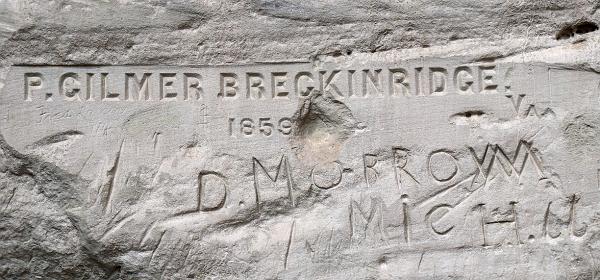 P. GILMER BRECKINRIDGE.
Va
1859
D. MORROW
MicH.